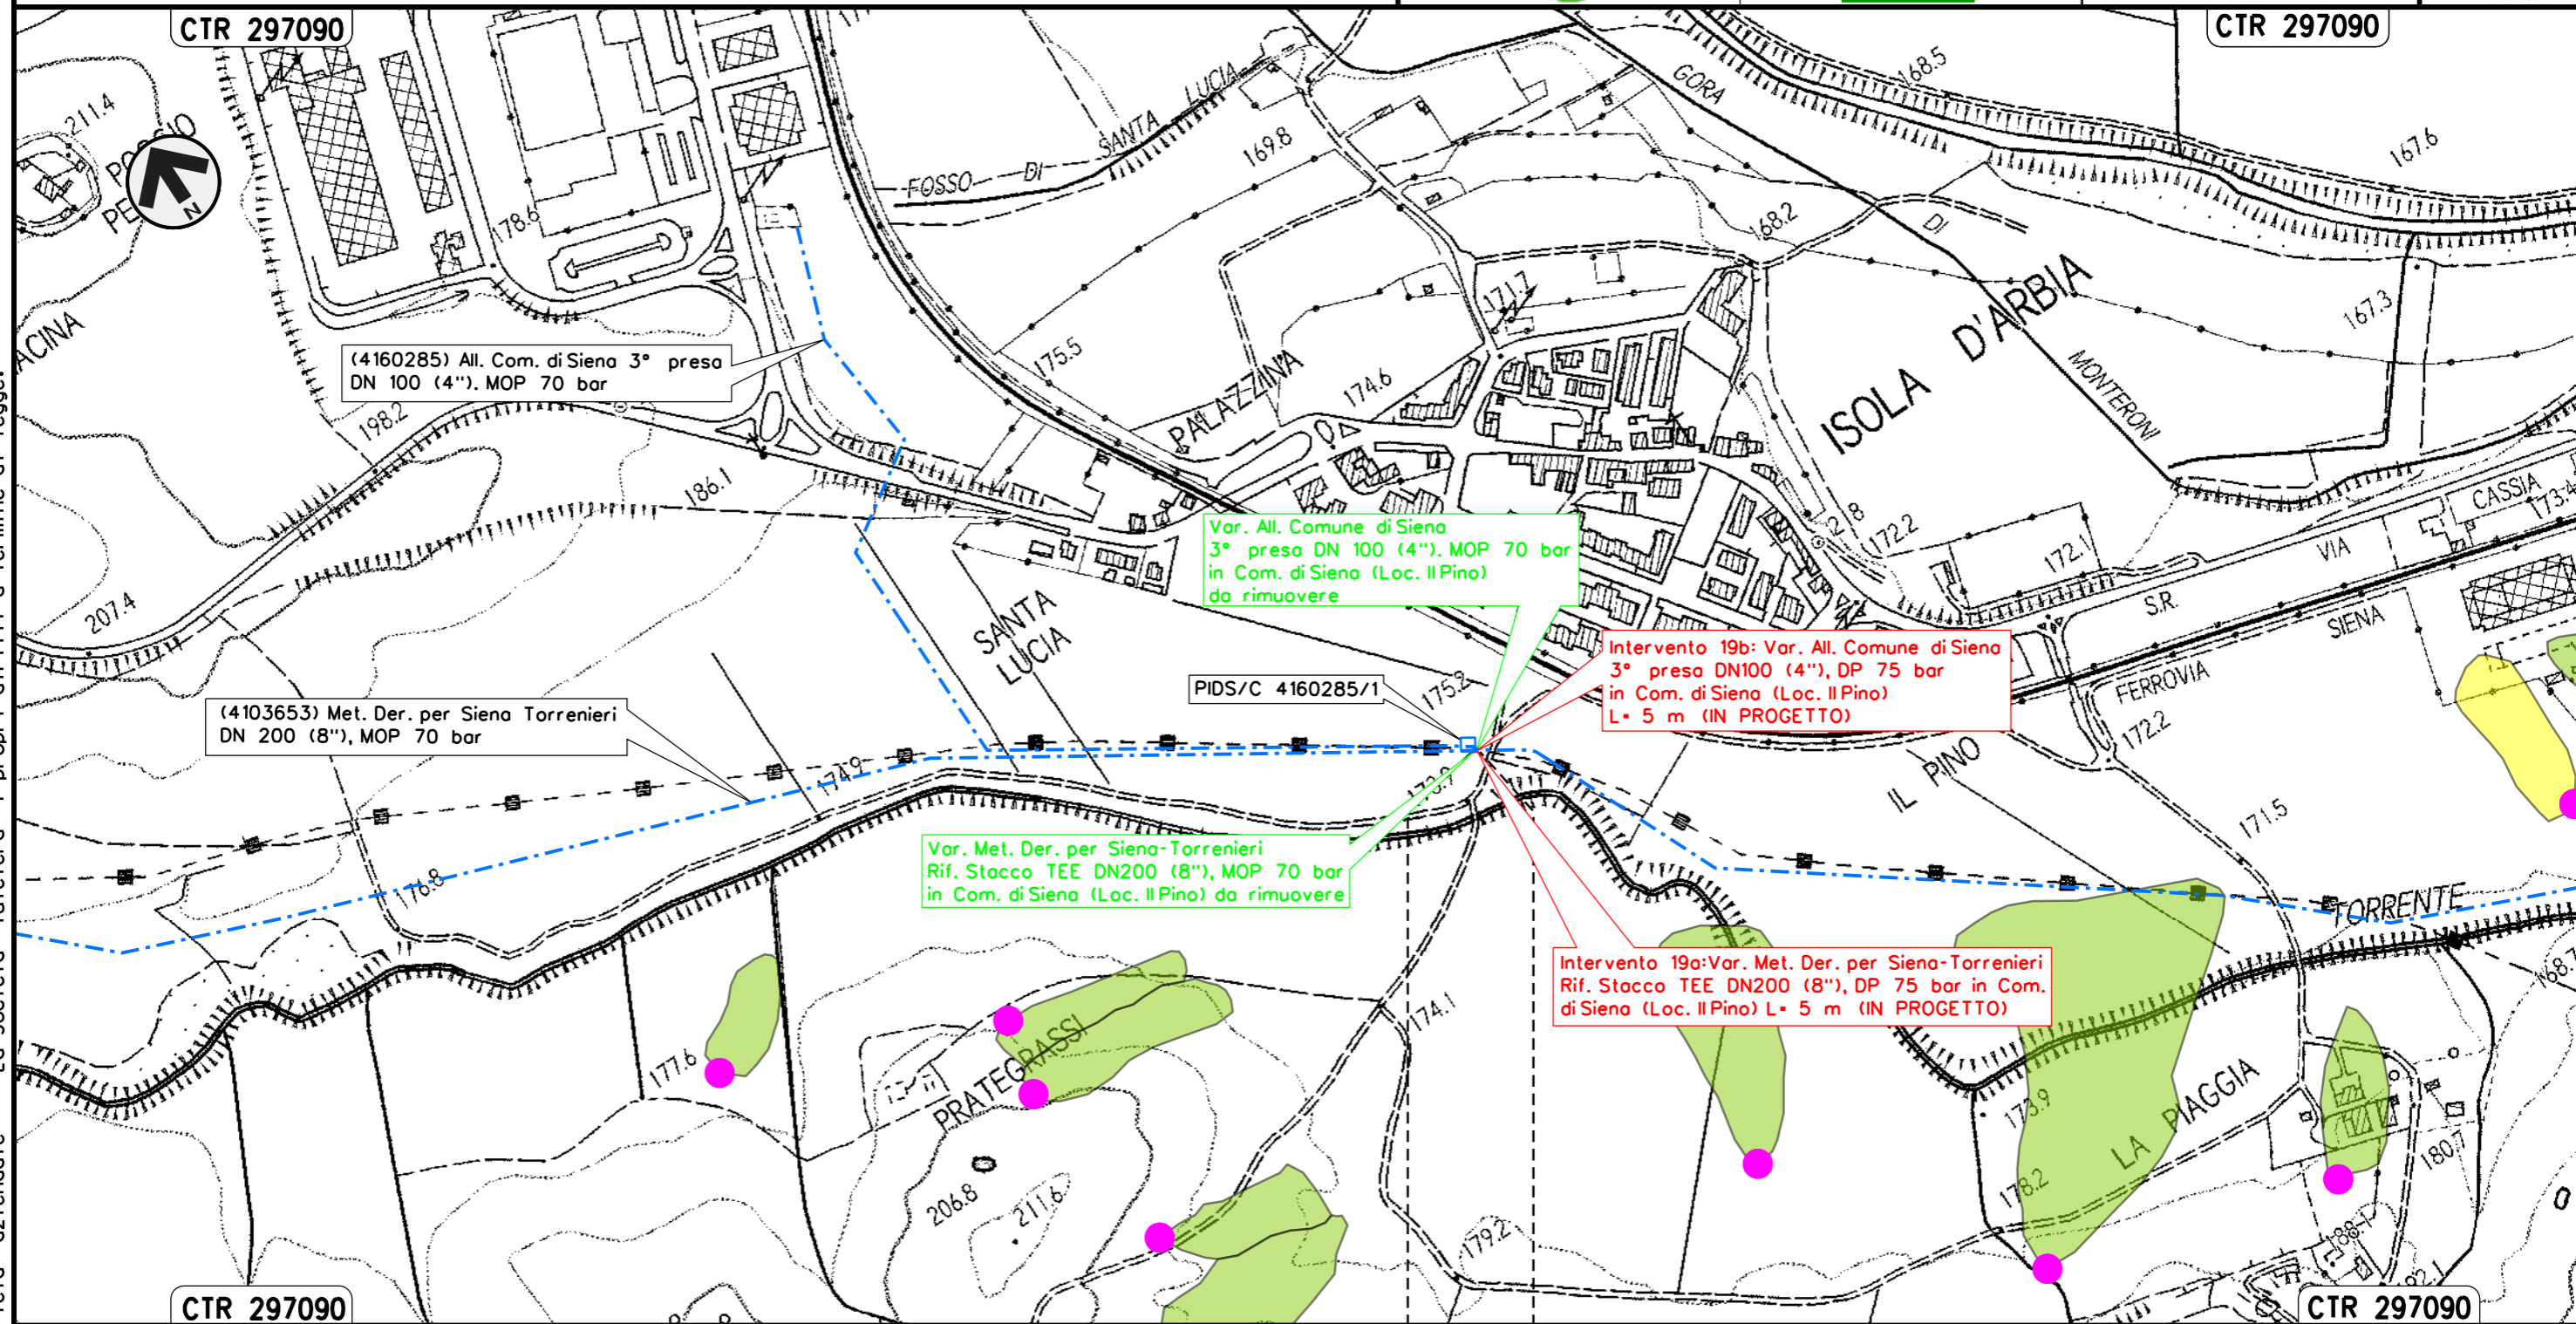 CTR 297090
CTR 297090
211.4
POGGIO
ACINA
N
178.6
FOSSO DI SANTA LUCIA
169.8
GORA
168.5
167.6
168.2
DI
171.7
ISOLA D'ARBIA
167.3
MONTERONI
175.5
PALAZZINA
174.6
(4160285) All. Com. di Siena 3° presa
DN 100 (4"). MOP 70 bar
198.2
186.1
207.4
SANTA
LUCIA
Var. All. Comune di Siena
3° presa DN 100 (4"). MOP 70 bar
in Com. di Siena (Loc. Il Pino)
da rimuovere
172.2
172.1
CASSIA
173.4
VIA
S.R.
SIENA
FERROVIA
172.2
Intervento 19b: Var. All. Comune di Siena
3° presa DN100 (4"), DP 75 bar
in Com. di Siena (Loc. Il Pino)
L= 5 m (IN PROGETTO)
PIDS/C 4160285/1
175.2
(4103653) Met. Der. per Siena Torrenieri
DN 200 (8"), MOP 70 bar
174.9
173.9
IL PINO
171.5
176.8
Var. Met. Der. per Siena-Torrenieri
Rif. Stacco TEE DN200 (8"), MOP 70 bar
in Com. di Siena (Loc. Il Pino) da rimuovere
TORRENTE
168.7
Intervento 19a:Var. Met. Der. per Siena-Torrenieri
Rif. Stacco TEE DN200 (8"), DP 75 bar in Com.
di Siena (Loc. Il Pino) L= 5 m (IN PROGETTO)
174.1
177.6
PRATEGRASSI
173.9
LA PIAGGIA
180.7
178.2
206.8
211.6
179.2
188.1
CTR 297090
CTR 297090